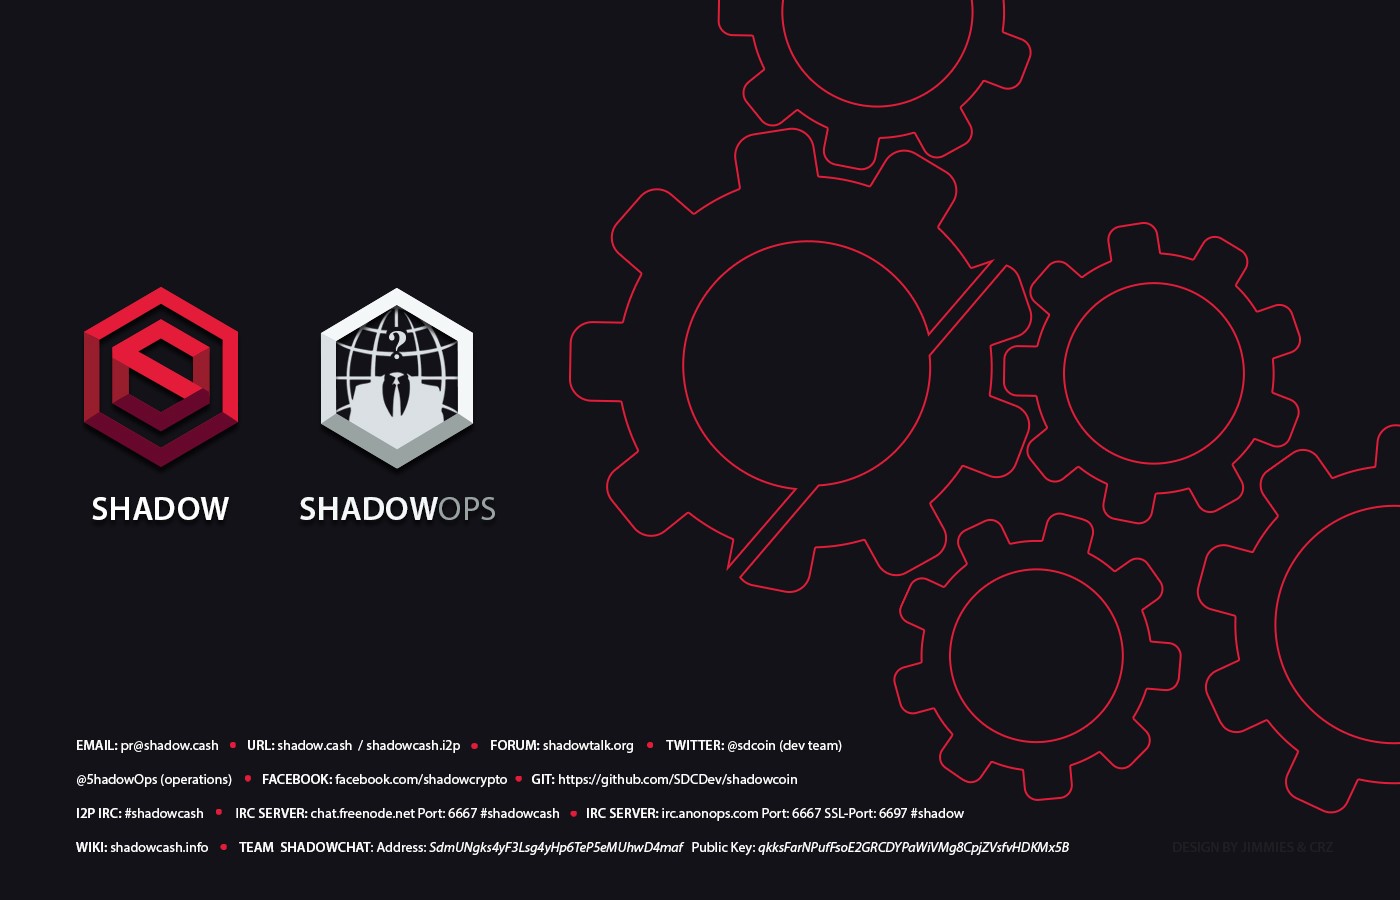 ?
SHADOW
SHADOWOPS
EMAIL: pr@shadow.cash • URL: shadow.cash / shadowcash.i2p • FORUM: shadowtalk.org • TWITTER: @sdcoin (dev team)
@5hadowOps (operations) • FACEBOOK: facebook.com/shadowcrypto • GIT: https://github.com/SDCDev/shadowcoin
I2P IRC: #shadowcash • IRC SERVER: chat.freenode.net Port: 6667 #shadowcash • IRC SERVER: irc.anonops.com Port: 6667 SSL-Port: 6697 #shadow
WIKI: shadowcash.info • TEAM SHADOWCHAT: Address: SdmUNgks4yF3Lsg4yHp6TeP5eMUhwD4maf Public Key: qkksFarNPufFsoE2GRCDYPaWiVMg8CpjZVsfvHDKMx5B
DESIGN BY JIMMIES & CRZ